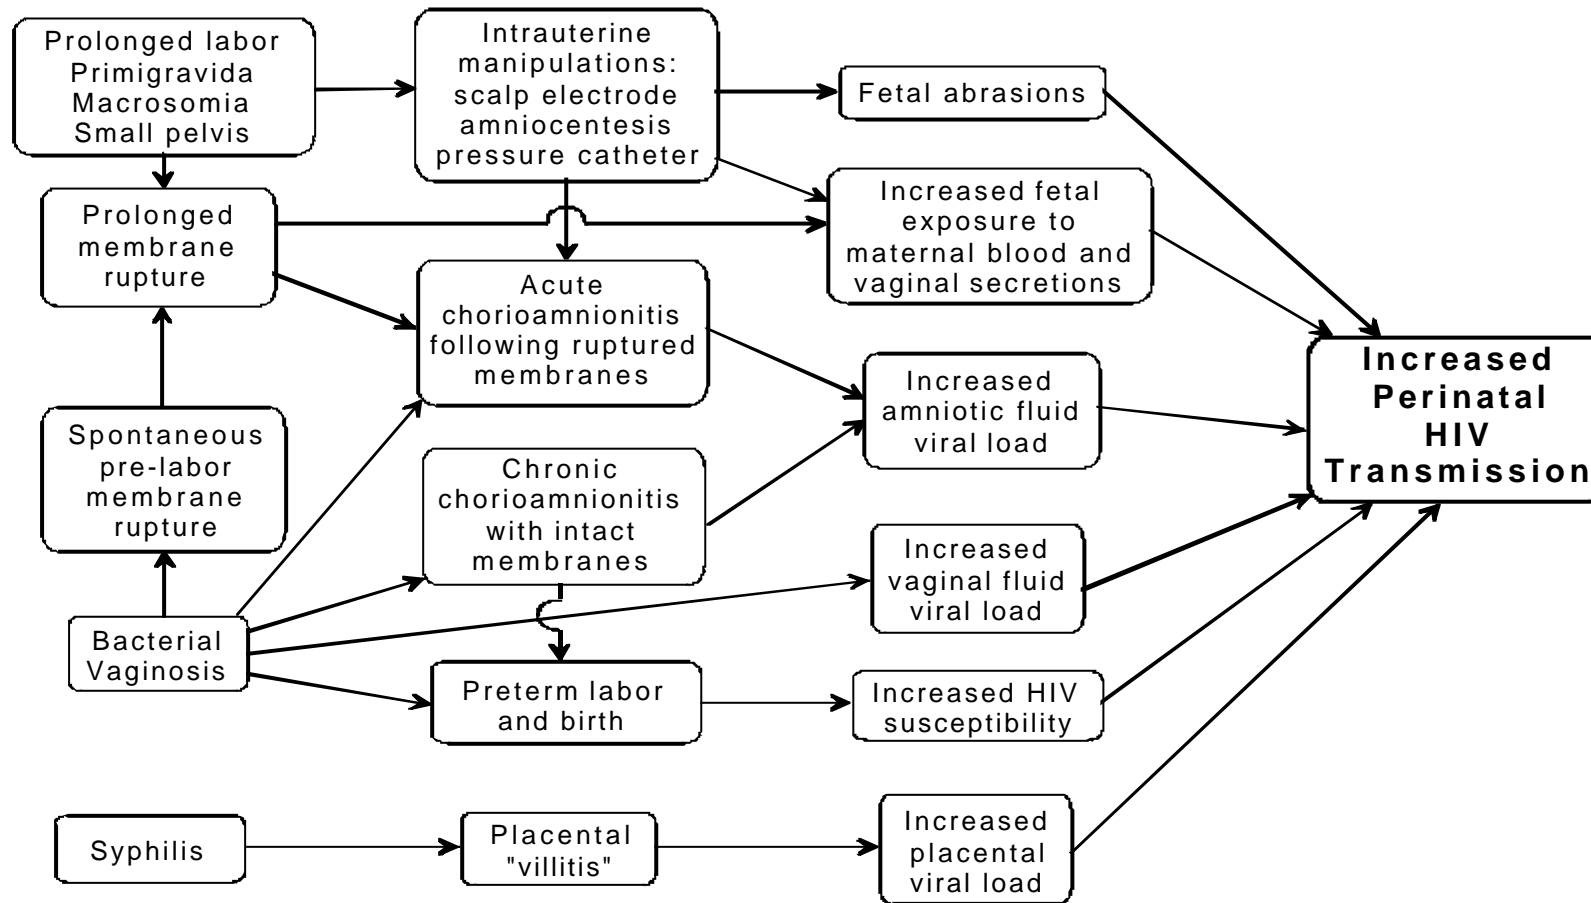 Prolonged labor
Primigravida
Macrosomia
Small pelvis
Intrauterine
manipulations:
scalp electrode
amniocentesis
pressure catheter
Fetal abrasions
Prolonged
membrane
rupture
Increased fetal
exposure to
maternal blood and
vaginal secretions
Acute
chorioamnionitis
following ruptured
membranes
Increased
amniotic fluid
viral load
Increased
Perinatal
HIV
Transmission
Spontaneous
pre-labor
membrane
rupture
Chronic
chorioamnionitis
with intact
membranes
Increased
vaginal fluid
viral load
Bacterial
Vaginosis
Preterm labor
and birth
Increased HIV
susceptibility
Syphilis
Placental
"villitis"
Increased
placental
viral load